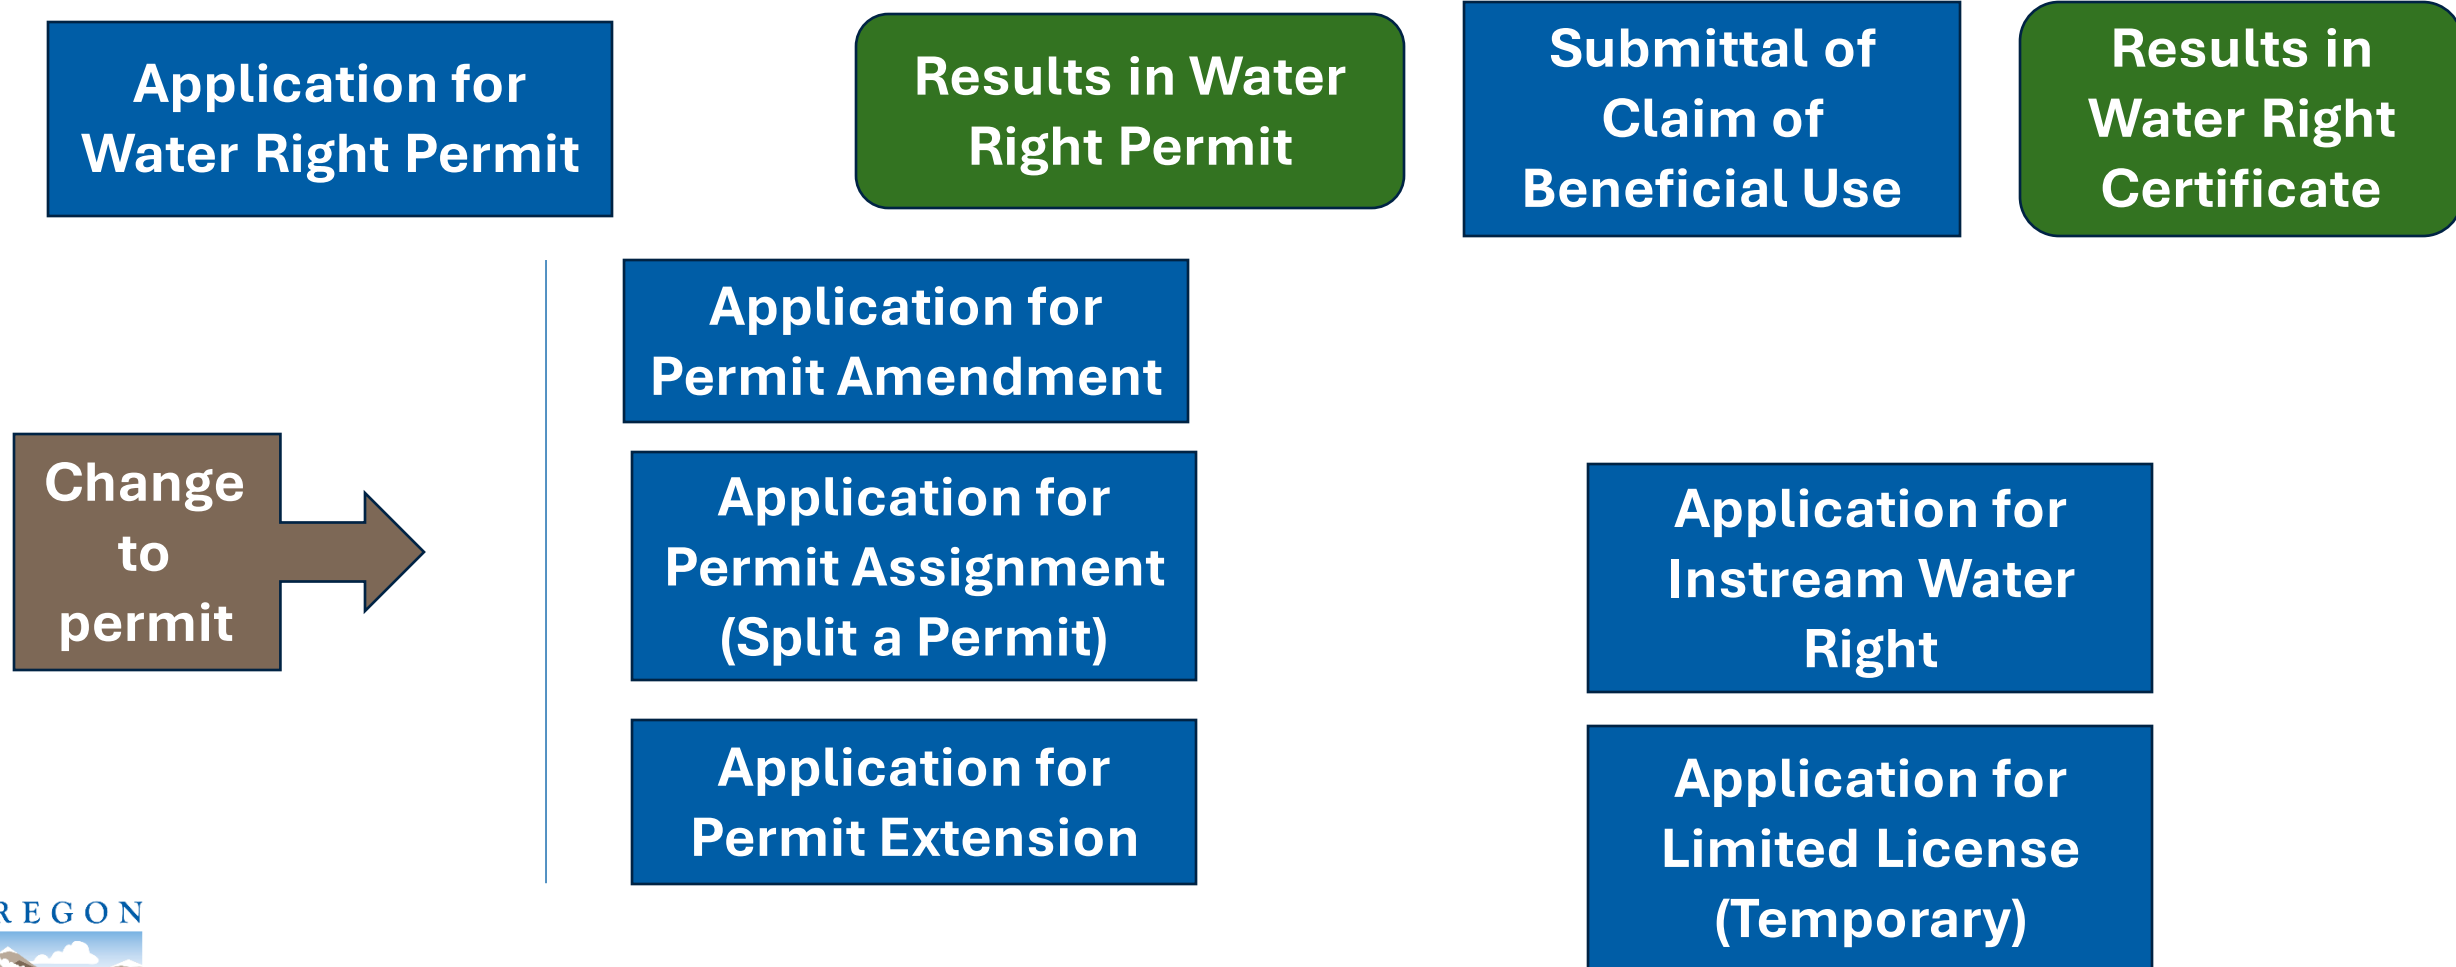 Application for
Water Right Permit
Results in Water
Right Permit
Submittal of
Claim of
Beneficial Use
Results in
Water Right
Certificate
Change
to
permit
Application for
Permit Amendment
Application for
Permit Assignment
(Split a Permit)
Application for
Permit Extension
Application for
Instream Water
Right
Application for
Limited License
(Temporary)
REGON